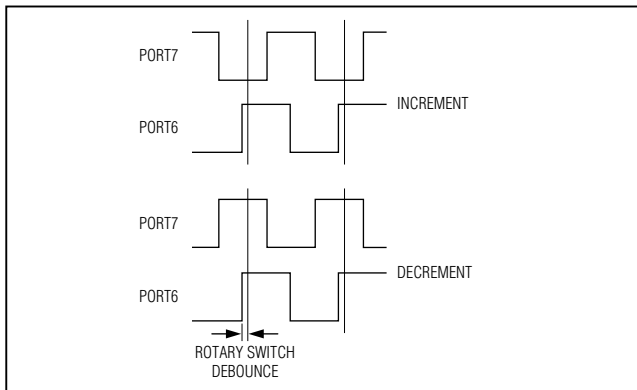 PORT7
PORT6
INCREMENT
PORT7
PORT6
DECREMENT
ROTARY SWITCH
DEBOUNCE